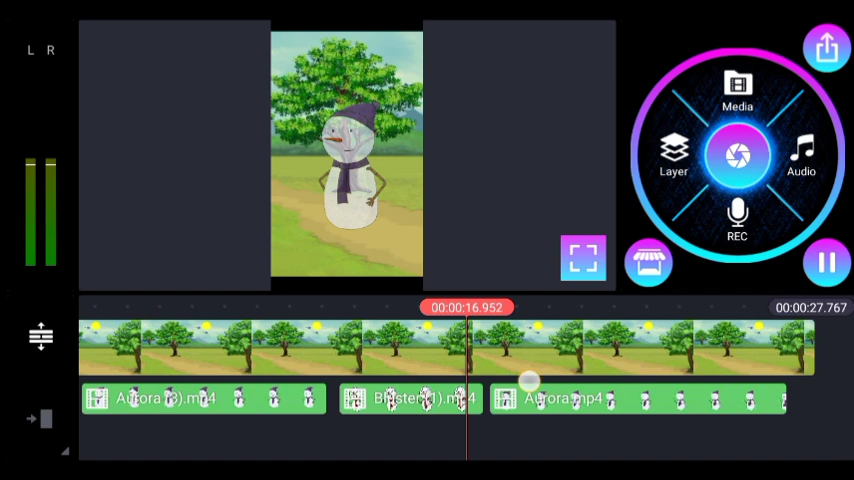 L R
Media
Layer
Audio
REC
00:00:16.952
00:00:27.767
Aurora (3).mp4
Blister(1).mp4
Aurora.mp4